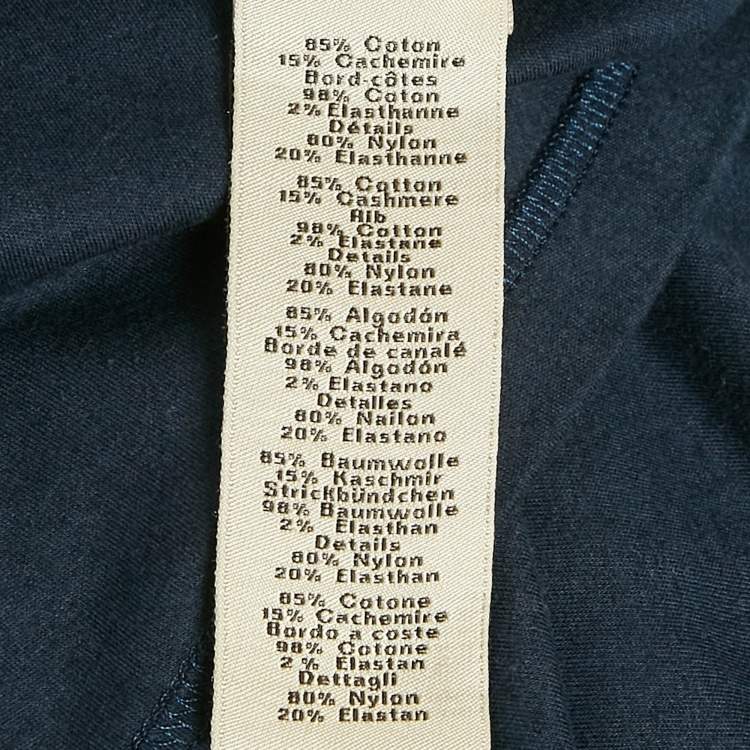 85% Coton
15% Cachemire
Bord-côtes
98% Coton
2% Elasthanne
Détails
80% Nylon
20% Elasthanne
85% Cotton
15% Cashmere
Rib
98% Cotton
2% Elastane
Details
80% Nylon
20% Elastane
85% Algodón
15% Cachemira
Borde de canalé
98% Algodón
2% Elastano
Detalles
80% Nailon
20% Elastano
85% Baumwolle
15% Kaschmir
Strickbündchen
98% Baumwolle
2% Elasthan
Details
80% Nylon
20% Elasthan
85% Cotone
15% Cachemire
Bordo a coste
98% Cotone
2% Elastan
Dettagli
80% Nylon
20% Elastan